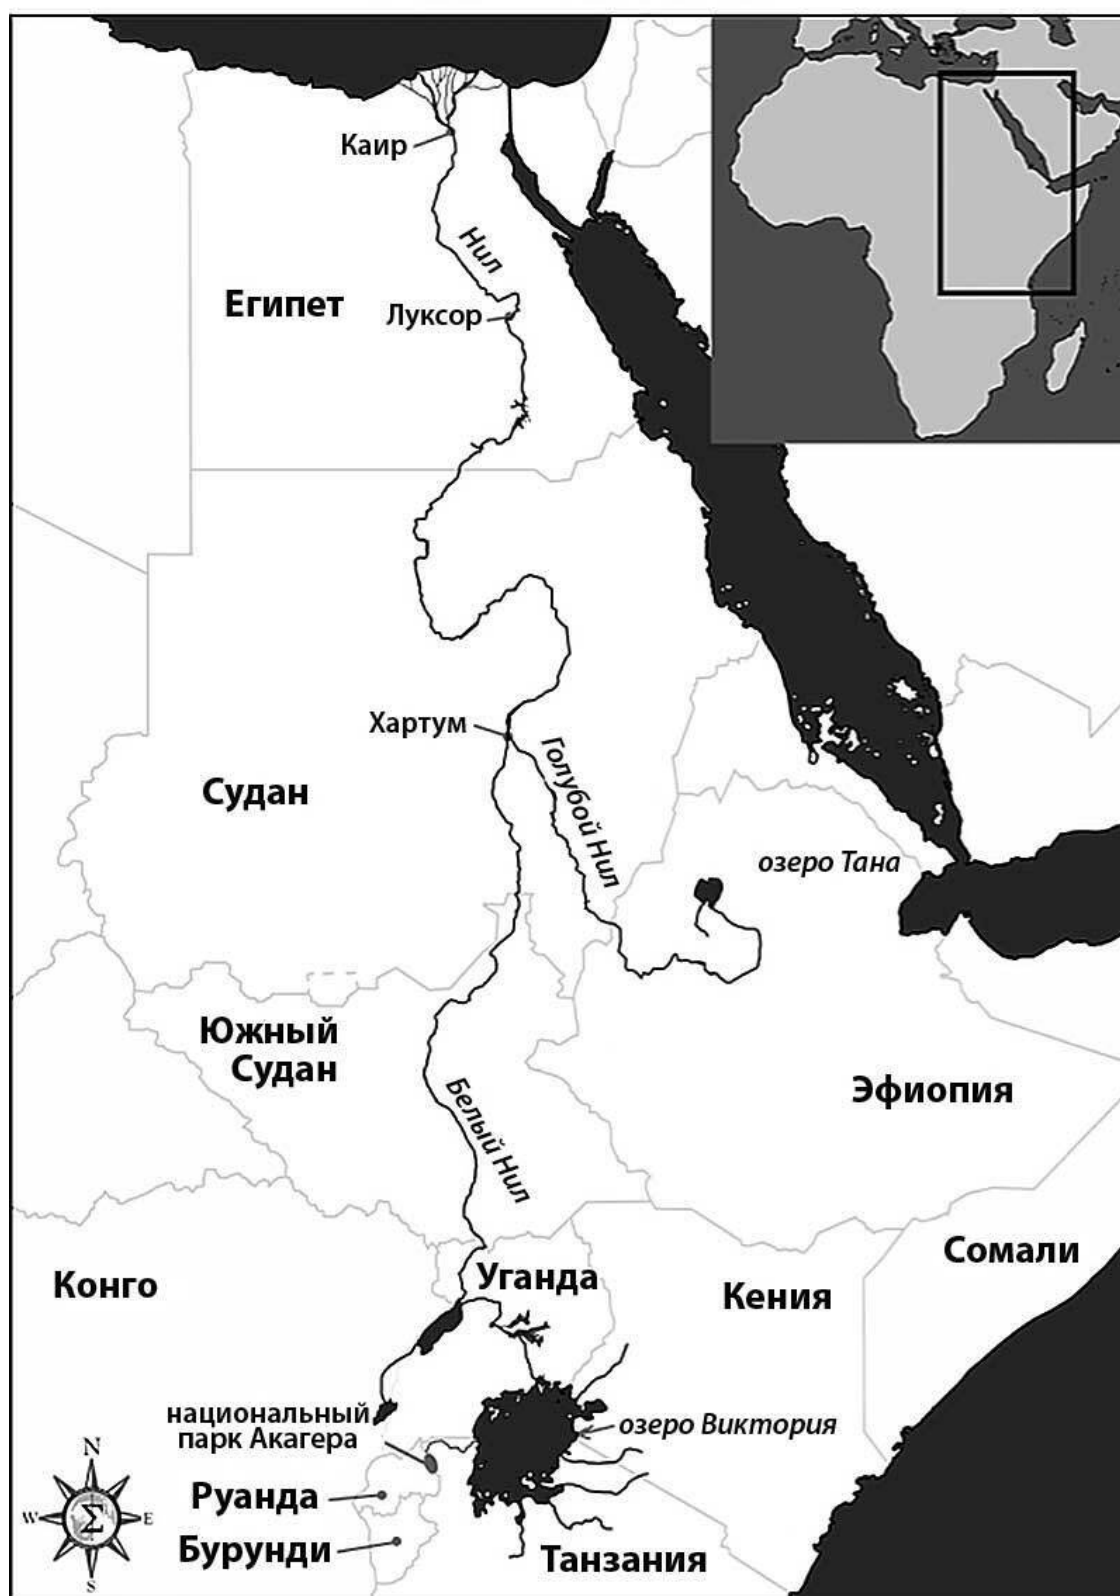 Каир
Нил
Египет
Луксор
Хартум
Голубой Нил
Судан
озеро Тана
Южный
Судан
Эфиопия
Белый Нил
Сомали
Уганда
Конго
Кения
национальный
парк Акагера
озеро Виктория
Руанда
Бурунди
Танзания
N
W
Σ
E
S